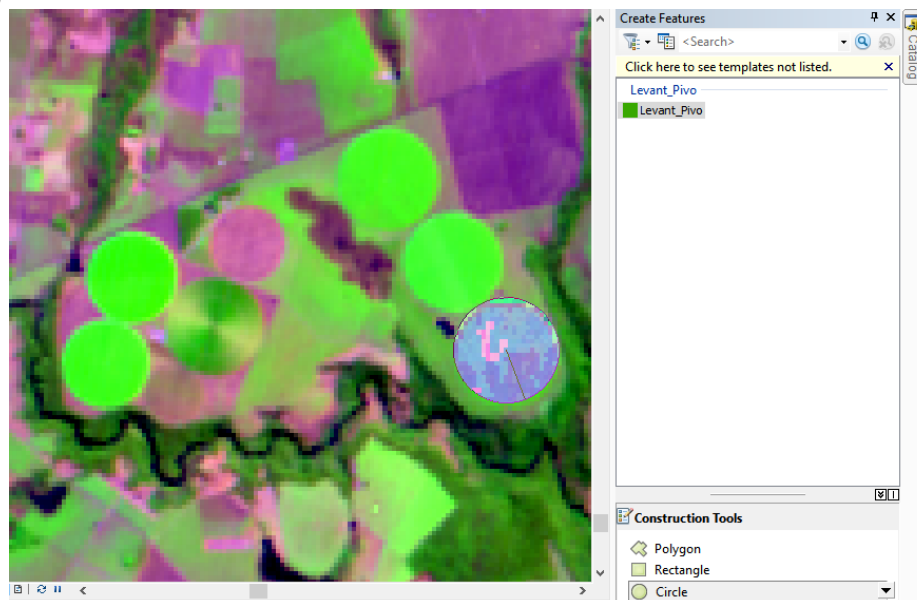 Create Features
<Search>
Click here to see templates not listed.
Levant_Pivo
Levant_Pivo
Catalog
Construction Tools
Polygon
Rectangle
Circle